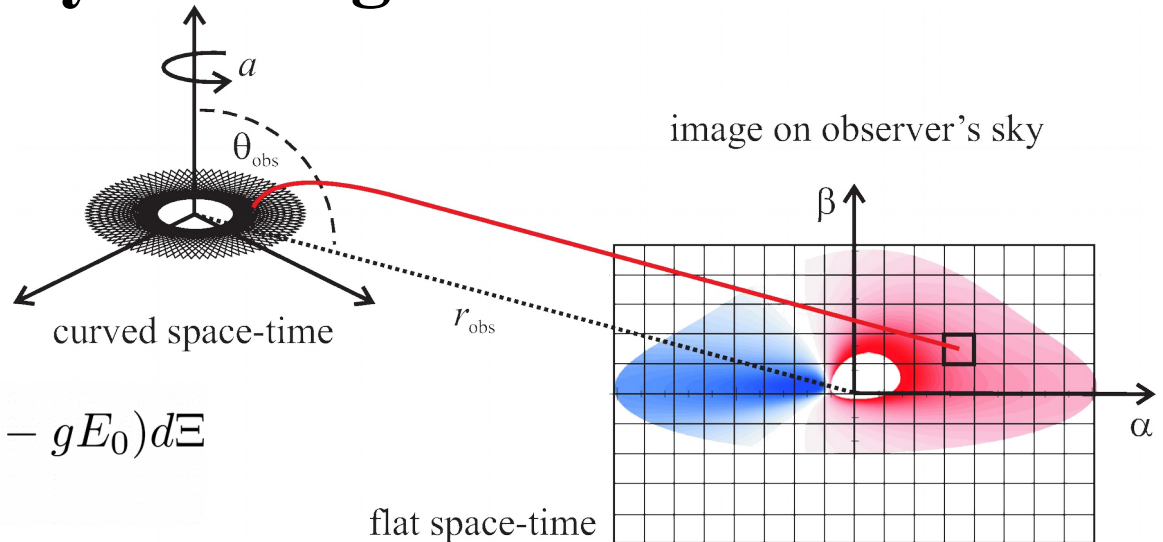 a
θobs
image on observer's sky
β
robs
curved space-time
α
− gE₀)dΞ
flat space-time